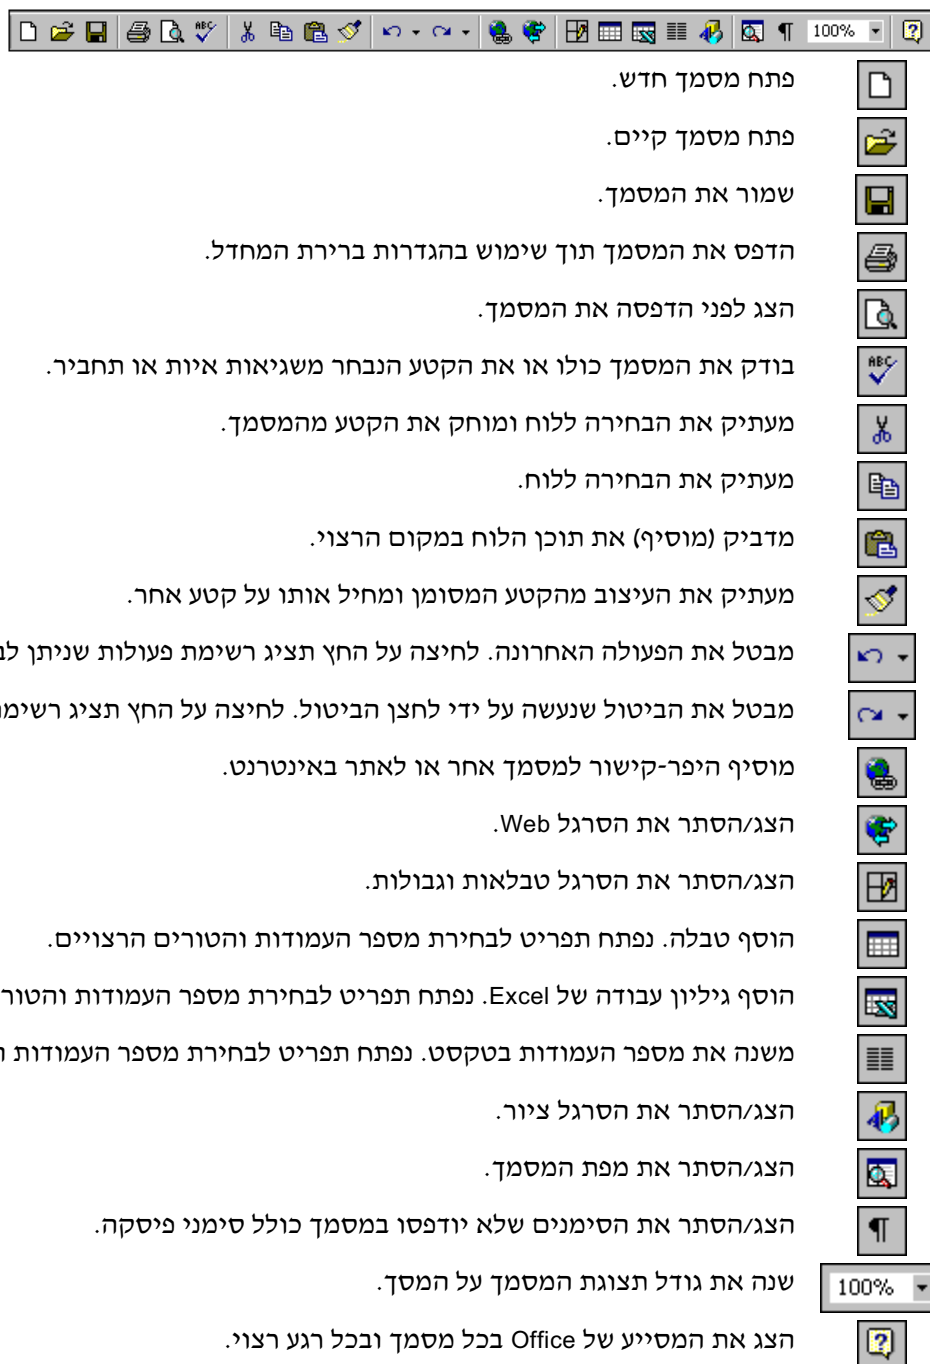 ABC 100%
פתח מסמך חדש.
פתח מסמך קיים.
שמור את המסמך.
הדפס את המסמך תוך שימוש בהגדרות ברירת המחדל.
הצג לפני הדפסה את המסמך.
בודק את המסמך כולו או את הקטע הנבחר משגיאות איות או תחביר. ABC
מעתיק את הבחירה ללוח ומוחק את הקטע מהמסמך.
מעתיק את הבחירה ללוח.
מדביק (מוסיף) את תוכן הלוח במקום הרצוי.
מעתיק את העיצוב מהקטע המסומן ומחיל אותו על קטע אחר.
מבטל את הפעולה האחרונה. לחיצה על החץ תציג רשימת פעולות שניתן
מבטל את הביטול שנעשה על ידי לחצן הביטול. לחיצה על החץ תציג
מוסיף היפר-קישור למסמך אחר או לאתר באינטרנט.
הצג/הסתר את הסרגל Web.
הצג/הסתר את הסרגל טבלאות וגבולות.
הוסף טבלה. נפתח תפריט לבחירת מספר העמודות והטורים הרצויים.
הוסף גיליון עבודה של Excel. נפתח תפריט לבחירת מספר העמודות
משנה את מספר העמודות בטקסט. נפתח תפריט לבחירת מספר העמודות
הצג/הסתר את הסרגל ציור.
הצג/הסתר את מפת המסמך.
הצג/הסתר את הסימנים שלא יודפסו במסמך כולל סימני פיסקה. ¶
שנה את גודל תצוגת המסמך על המסך. 100%
הצג את המסייע של Office בכל מסמך ובכל רגע רצוי.